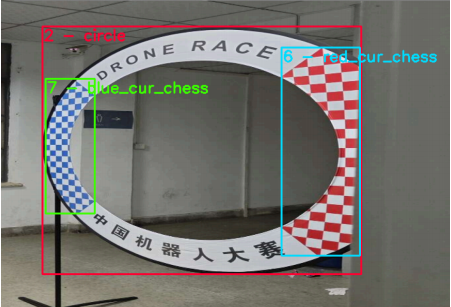 2 - circle
DRONE RACE
6 - red_cur_chess
7 - blue_cur_chess
中国机器人大赛